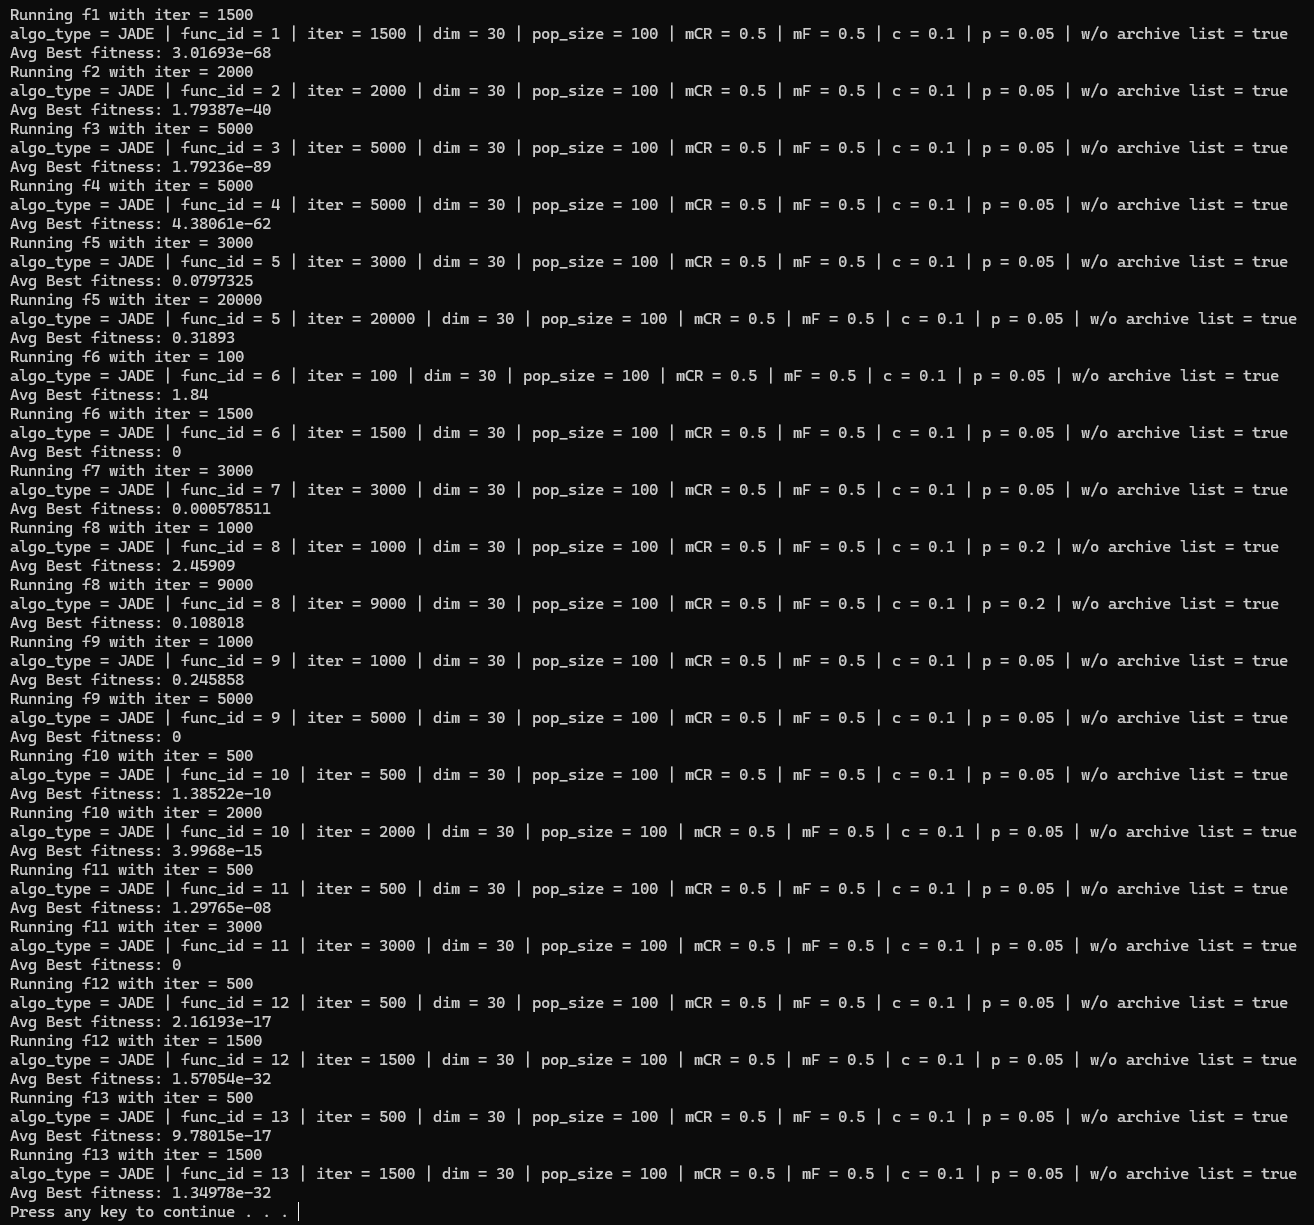 Running f1 with iter = 1500
algo_type = JADE | func_id = 1 | iter = 1500 | dim = 30 | pop_size = 100 | mCR = 0.5 | mF = 0.5 | c = 0.1 | p = 0.05 | w/o archive list = true
Avg Best fitness: 3.01693e-68
Running f2 with iter = 2000
algo_type = JADE | func_id = 2 | iter = 2000 | dim = 30 | pop_size = 100 | mCR = 0.5 | mF = 0.5 | c = 0.1 | p = 0.05 | w/o archive list = true
Avg Best fitness: 1.79387e-40
Running f3 with iter = 5000
algo_type = JADE | func_id = 3 | iter = 5000 | dim = 30 | pop_size = 100 | mCR = 0.5 | mF = 0.5 | c = 0.1 | p = 0.05 | w/o archive list = true
Avg Best fitness: 1.79236e-89
Running f4 with iter = 5000
algo_type = JADE | func_id = 4 | iter = 5000 | dim = 30 | pop_size = 100 | mCR = 0.5 | mF = 0.5 | c = 0.1 | p = 0.05 | w/o archive list = true
Avg Best fitness: 4.38061e-62
Running f5 with iter = 3000
algo_type = JADE | func_id = 5 | iter = 3000 | dim = 30 | pop_size = 100 | mCR = 0.5 | mF = 0.5 | c = 0.1 | p = 0.05 | w/o archive list = true
Avg Best fitness: 0.0797325
Running f5 with iter = 20000
algo_type = JADE | func_id = 5 | iter = 20000 | dim = 30 | pop_size = 100 | mCR = 0.5 | mF = 0.5 | c = 0.1 | p = 0.05 | w/o archive list = true
Avg Best fitness: 0.31893
Running f6 with iter = 100
algo_type = JADE | func_id = 6 | iter = 100 | dim = 30 | pop_size = 100 | mCR = 0.5 | mF = 0.5 | c = 0.1 | p = 0.05 | w/o archive list = true
Avg Best fitness: 1.84
Running f6 with iter = 1500
algo_type = JADE | func_id = 6 | iter = 1500 | dim = 30 | pop_size = 100 | mCR = 0.5 | mF = 0.5 | c = 0.1 | p = 0.05 | w/o archive list = true
Avg Best fitness: 0
Running f7 with iter = 3000
algo_type = JADE | func_id = 7 | iter = 3000 | dim = 30 | pop_size = 100 | mCR = 0.5 | mF = 0.5 | c = 0.1 | p = 0.05 | w/o archive list = true
Avg Best fitness: 0.000578511
Running f8 with iter = 1000
algo_type = JADE | func_id = 8 | iter = 1000 | dim = 30 | pop_size = 100 | mCR = 0.5 | mF = 0.5 | c = 0.1 | p = 0.2 | w/o archive list = true
Avg Best fitness: 2.45909
Running f8 with iter = 9000
algo_type = JADE | func_id = 8 | iter = 9000 | dim = 30 | pop_size = 100 | mCR = 0.5 | mF = 0.5 | c = 0.1 | p = 0.2 | w/o archive list = true
Avg Best fitness: 0.108018
Running f9 with iter = 1000
algo_type = JADE | func_id = 9 | iter = 1000 | dim = 30 | pop_size = 100 | mCR = 0.5 | mF = 0.5 | c = 0.1 | p = 0.05 | w/o archive list = true
Avg Best fitness: 0.245858
Running f9 with iter = 5000
algo_type = JADE | func_id = 9 | iter = 5000 | dim = 30 | pop_size = 100 | mCR = 0.5 | mF = 0.5 | c = 0.1 | p = 0.05 | w/o archive list = true
Avg Best fitness: 0
Running f10 with iter = 500
algo_type = JADE | func_id = 10 | iter = 500 | dim = 30 | pop_size = 100 | mCR = 0.5 | mF = 0.5 | c = 0.1 | p = 0.05 | w/o archive list = true
Avg Best fitness: 1.38522e-10
Running f10 with iter = 2000
algo_type = JADE | func_id = 10 | iter = 2000 | dim = 30 | pop_size = 100 | mCR = 0.5 | mF = 0.5 | c = 0.1 | p = 0.05 | w/o archive list = true
Avg Best fitness: 3.9968e-15
Running f11 with iter = 500
algo_type = JADE | func_id = 11 | iter = 500 | dim = 30 | pop_size = 100 | mCR = 0.5 | mF = 0.5 | c = 0.1 | p = 0.05 | w/o archive list = true
Avg Best fitness: 1.29765e-08
Running f11 with iter = 3000
algo_type = JADE | func_id = 11 | iter = 3000 | dim = 30 | pop_size = 100 | mCR = 0.5 | mF = 0.5 | c = 0.1 | p = 0.05 | w/o archive list = true
Avg Best fitness: 0
Running f12 with iter = 500
algo_type = JADE | func_id = 12 | iter = 500 | dim = 30 | pop_size = 100 | mCR = 0.5 | mF = 0.5 | c = 0.1 | p = 0.05 | w/o archive list = true
Avg Best fitness: 2.16193e-17
Running f12 with iter = 1500
algo_type = JADE | func_id = 12 | iter = 1500 | dim = 30 | pop_size = 100 | mCR = 0.5 | mF = 0.5 | c = 0.1 | p = 0.05 | w/o archive list = true
Avg Best fitness: 1.57054e-32
Running f13 with iter = 500
algo_type = JADE | func_id = 13 | iter = 500 | dim = 30 | pop_size = 100 | mCR = 0.5 | mF = 0.5 | c = 0.1 | p = 0.05 | w/o archive list = true
Avg Best fitness: 9.78015e-17
Running f13 with iter = 1500
algo_type = JADE | func_id = 13 | iter = 1500 | dim = 30 | pop_size = 100 | mCR = 0.5 | mF = 0.5 | c = 0.1 | p = 0.05 | w/o archive list = true
Avg Best fitness: 1.34978e-32
Press any key to continue . . .